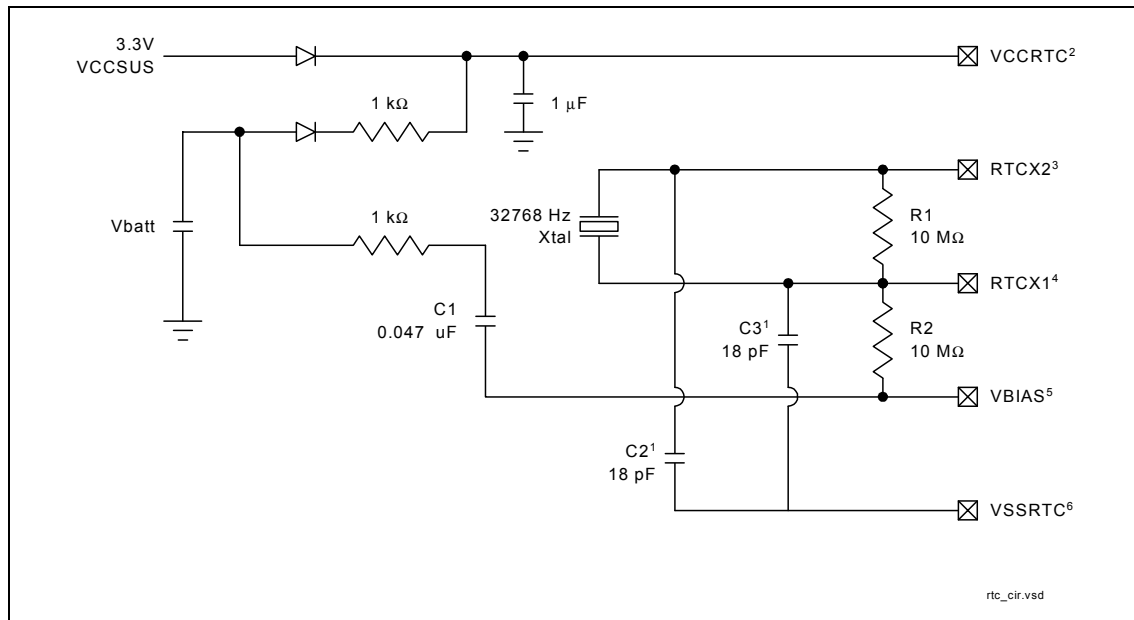 3.3V
VCCSUS
VCCRTC²
1 kΩ
1 μF
RTCX2³
Vbatt
1 kΩ
32768 Hz
Xtal
R1
10 MΩ
RTCX1⁴
C1
0.047 uF
C3¹
18 pF
R2
10 MΩ
VBIAS⁵
C2¹
18 pF
VSSRTC⁶
rtc_cir.vsd